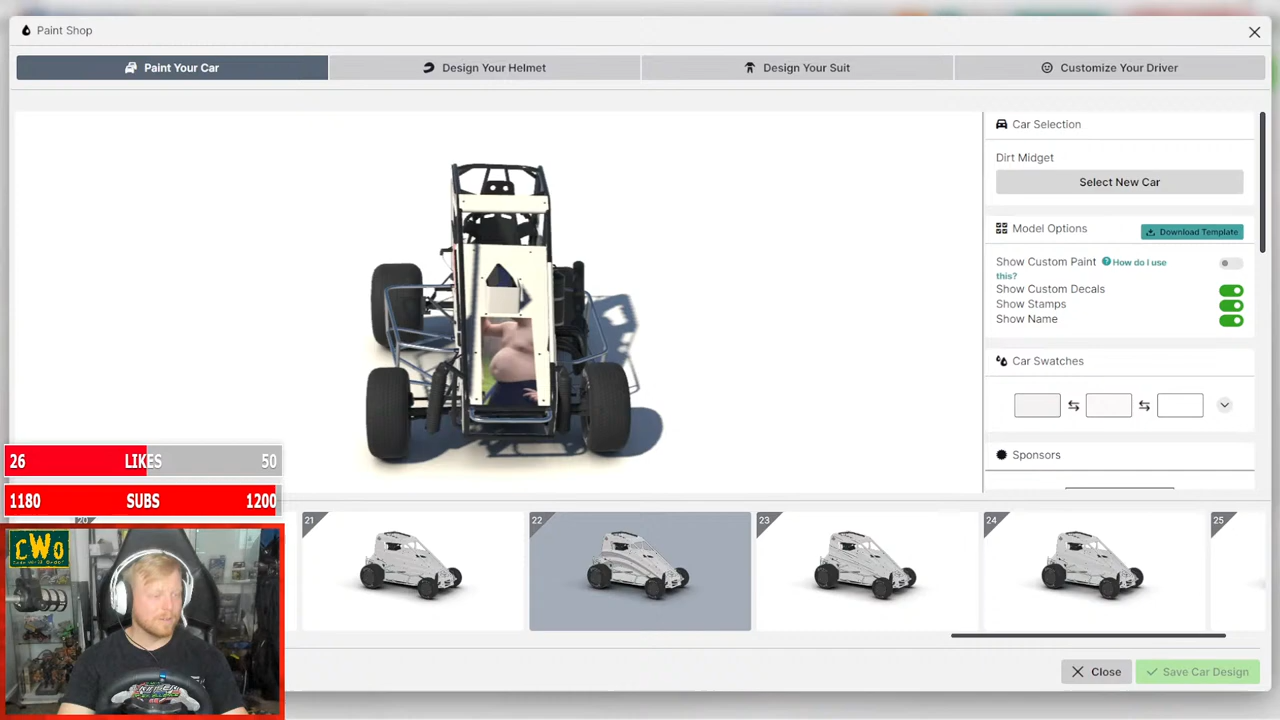 Paint Shop
Paint Your Car
Design Your Helmet
Design Your Suit
Customize Your Driver
Car Selection
Dirt Midget
Select New Car
Model Options
Download Template
Show Custom Paint ? How do I use
this?
Show Custom Decals
Show Stamps
Show Name
Car Swatches
Sponsors
26 LIKES 50
1180 SUBS 1200
20
21
22
23
24
25
CWO
Close
Save Car Design